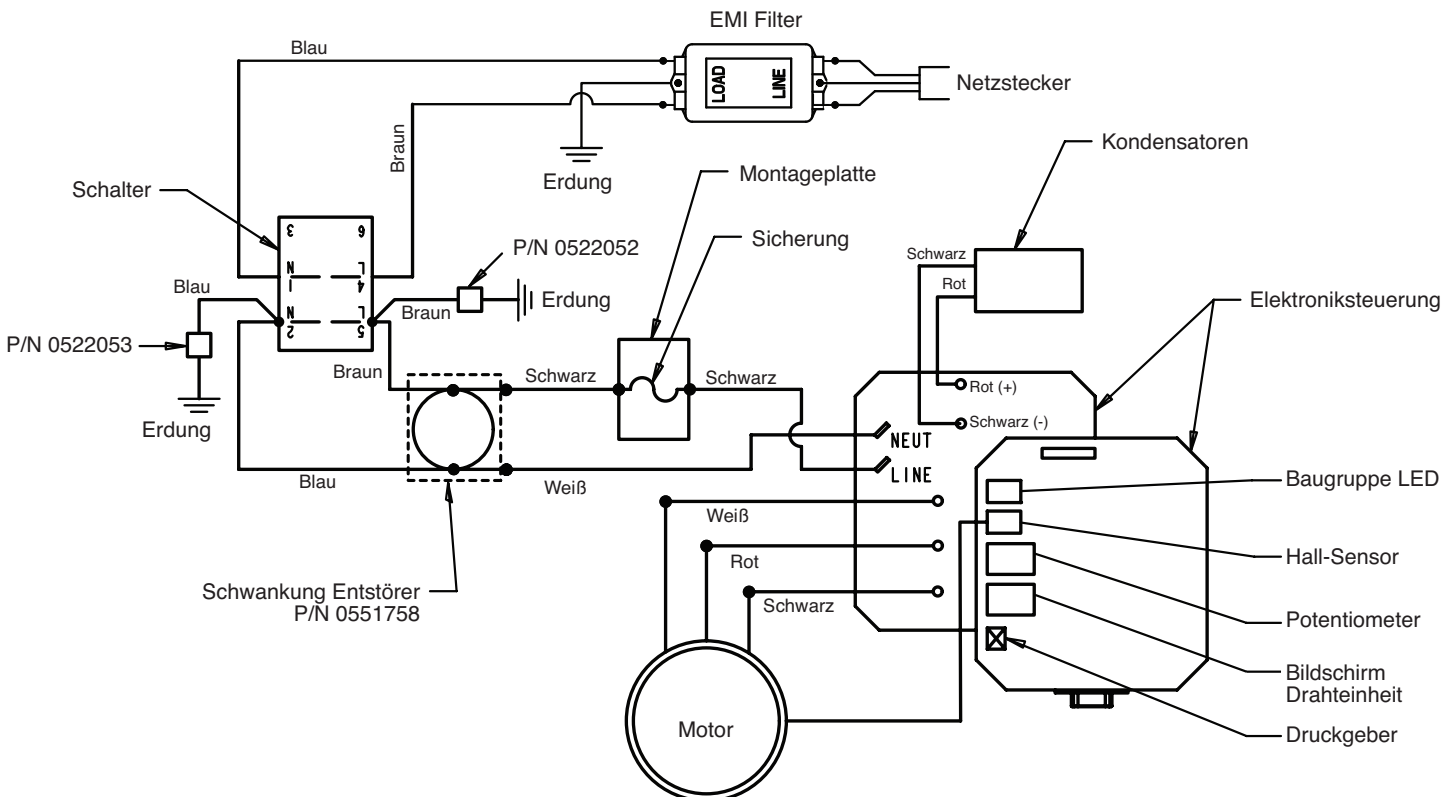 EMI Filter
Blau
LOAD
LINE
Netzstecker
Braun
Erdung
Kondensatoren
Montageplatte
Schalter
3
6
Sicherung
P/N 0522052
Schwarz
N
L
1
4
Rot
Blau
Erdung
Elektroniksteuerung
Braun
N
L
2
5
P/N 0522053
Braun
Schwarz
Schwarz
Rot (+)
Erdung
Schwarz (-)
NEUT
LINE
Blau
Weiß
Baugruppe LED
Weiß
Hall-Sensor
Rot
Schwankung Entstörer
P/N 0551758
Schwarz
Potentiometer
Bildschirm
Drahteinheit
Motor
Druckgeber